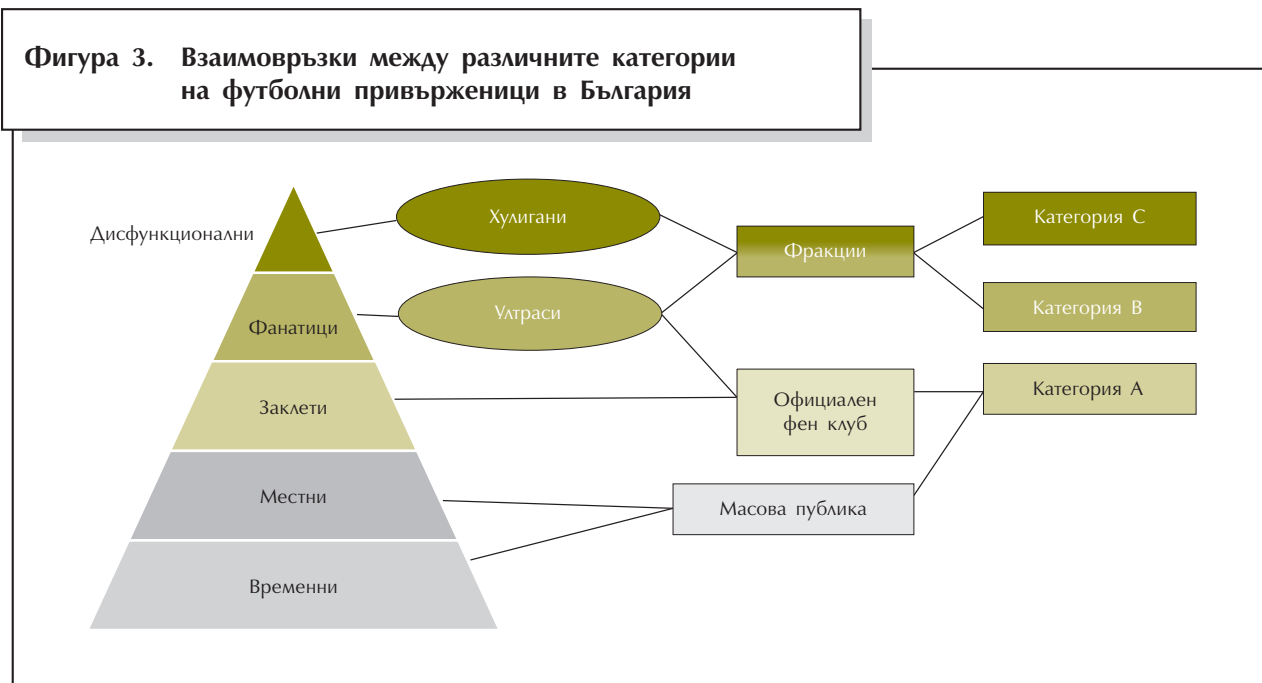 Фигура 3. Взаимовръзки между различните категории
на футболни привърженици в България
Дисфункционални
Хулигани
Фракции
Категория C
Фанатици
Ултраси
Категория B
Заклети
Официален
фен клуб
Категория A
Местни
Масова публика
Временни